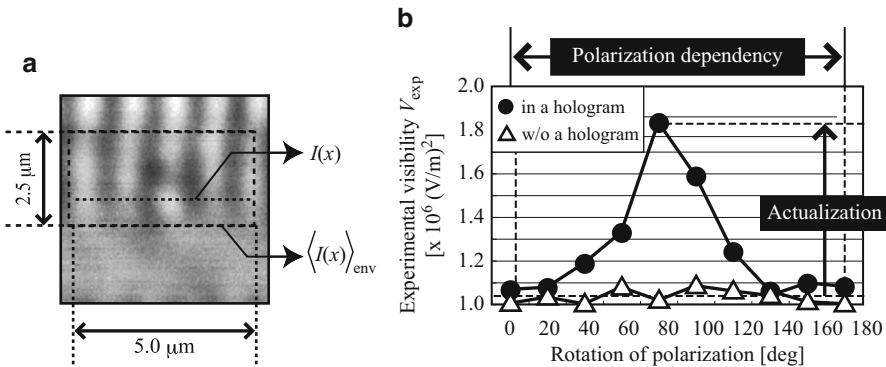 a
2.5 μm
I(x)
⟨I(x)⟩env
5.0 μm
b
Polarization dependency
Experimental visibility Vexp
[x 10⁶ (V/m)²]
2.0
1.8
1.6
1.4
1.2
1.0
in a hologram
w/o a hologram
Actualization
0 20 40 60 80 100 120 140 160 180
Rotation of polarization [deg]